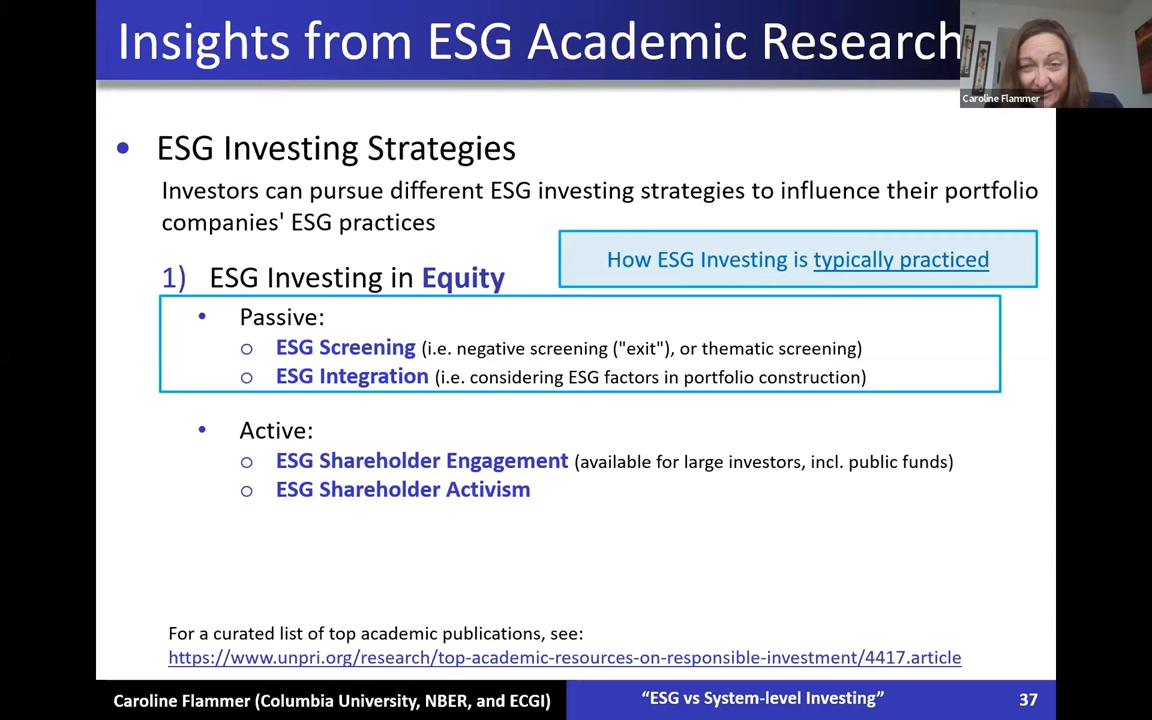 Insights from ESG Academic Research
Caroline Flammer
• ESG Investing Strategies
Investors can pursue different ESG investing strategies to influence their portfolio
companies' ESG practices
How ESG Investing is typically practiced
1) ESG Investing in Equity
• Passive:
o ESG Screening (i.e. negative screening ("exit"), or thematic screening)
o ESG Integration (i.e. considering ESG factors in portfolio construction)
• Active:
o ESG Shareholder Engagement (available for large investors, incl. public funds)
o ESG Shareholder Activism
For a curated list of top academic publications, see:
https://www.unpri.org/research/top-academic-resources-on-responsible-investment/4417.article
Caroline Flammer (Columbia University, NBER, and ECGI)
“ESG vs System-level Investing”
37